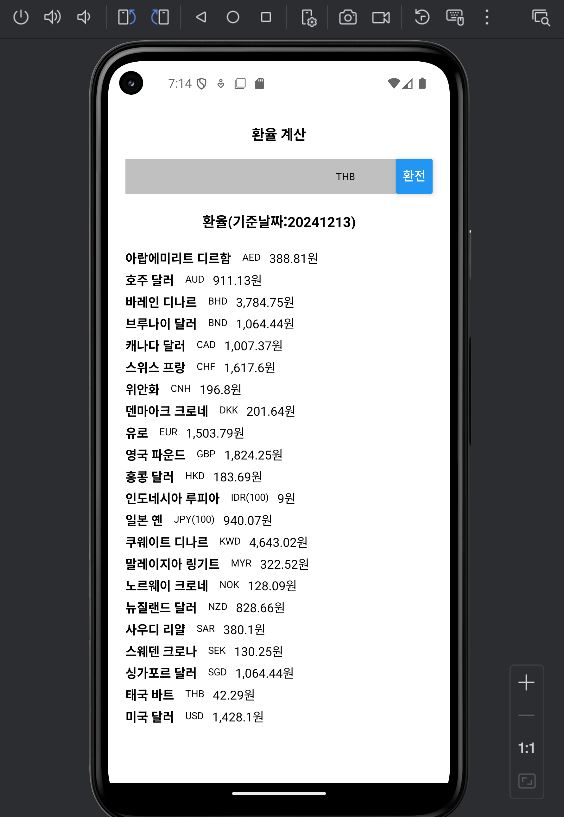 7:14
환율 계산
THB 환전
환율(기준날짜:20241213)
아랍에미리트 디르함 AED 388.81원
호주 달러 AUD 911.13원
바레인 디나르 BHD 3,784.75원
브루나이 달러 BND 1,064.44원
캐나다 달러 CAD 1,007.37원
스위스 프랑 CHF 1,617.6원
위안화 CNH 196.8원
덴마아크 크로네 DKK 201.64원
유로 EUR 1,503.79원
영국 파운드 GBP 1,824.25원
홍콩 달러 HKD 183.69원
인도네시아 루피아 IDR(100) 9원
일본 옌 JPY(100) 940.07원
쿠웨이트 디나르 KWD 4,643.02원
말레이지아 링기트 MYR 322.52원
노르웨이 크로네 NOK 128.09원
뉴질랜드 달러 NZD 828.66원
사우디 리얄 SAR 380.1원
스웨덴 크로나 SEK 130.25원
싱가포르 달러 SGD 1,064.44원
태국 바트 THB 42.29원
미국 달러 USD 1,428.1원
1:1